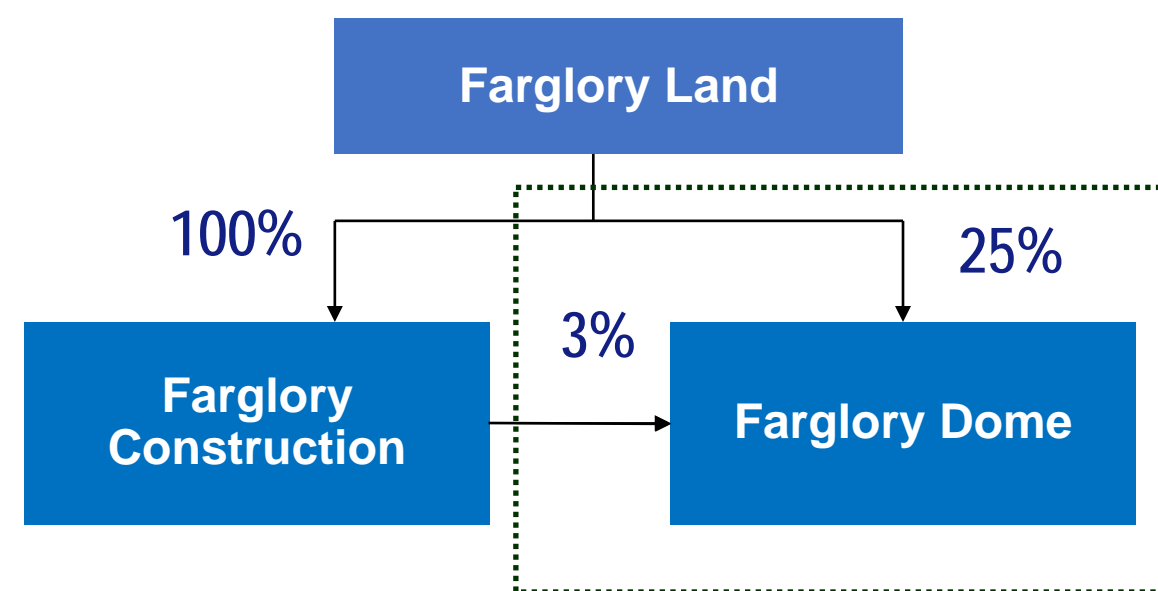 Farglory Land
100%
25%
3%
Farglory
Construction
Farglory Dome